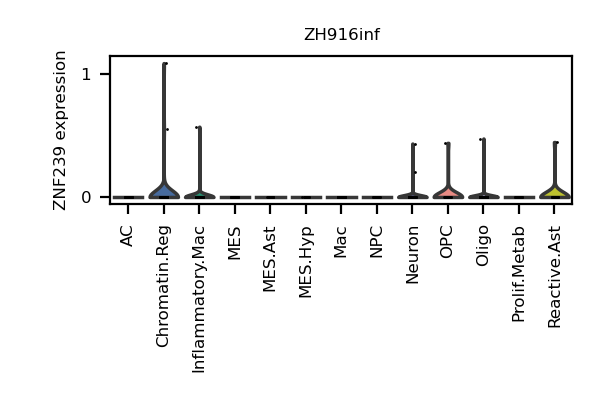 ZH916inf
ZNF239 expression
1
0
AC
Chromatin.Reg
Inflammatory.Mac
MES
MES.Ast
MES.Hyp
Mac
NPC
Neuron
OPC
Oligo
Prolif.Metab
Reactive.Ast